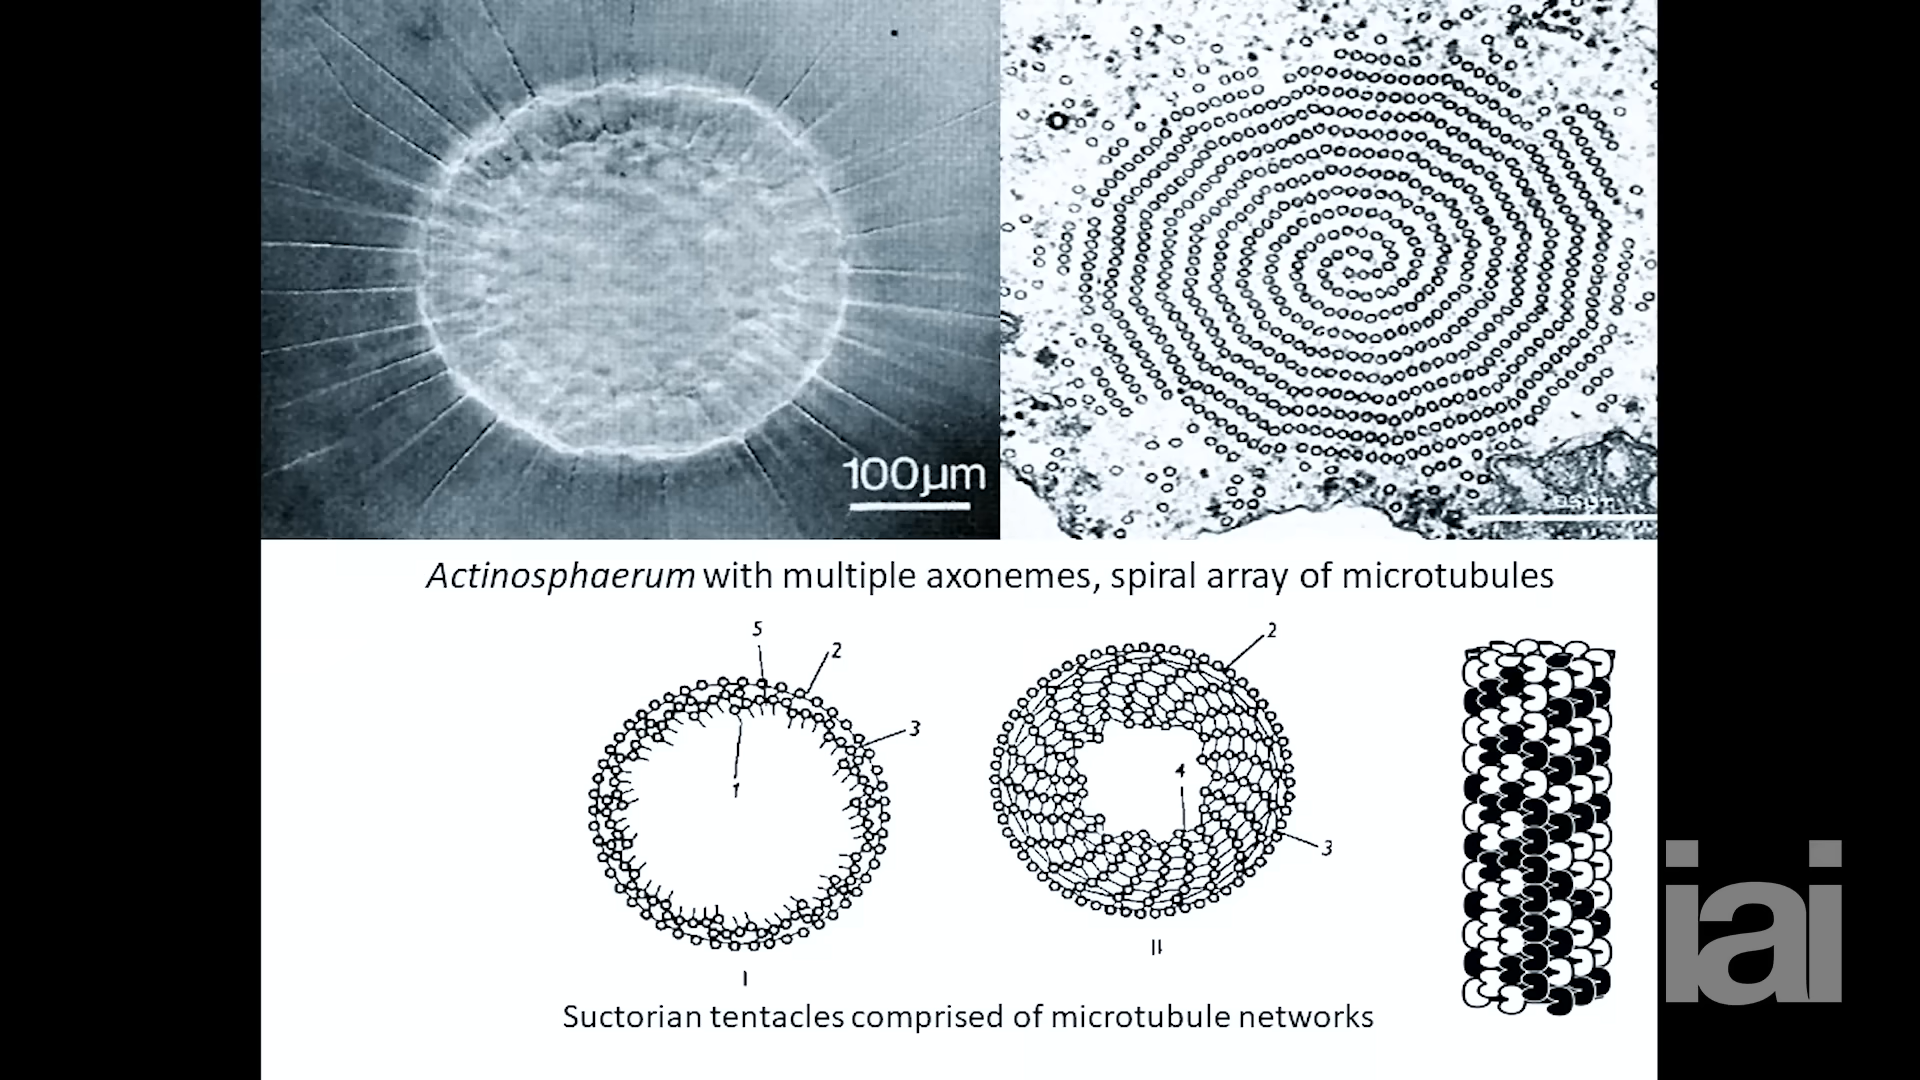 100µm
Actinosphaerum with multiple axonemes, spiral array of microtubules
5
2
3
1
I
2
4
3
II
Suctorian tentacles comprised of microtubule networks
iai